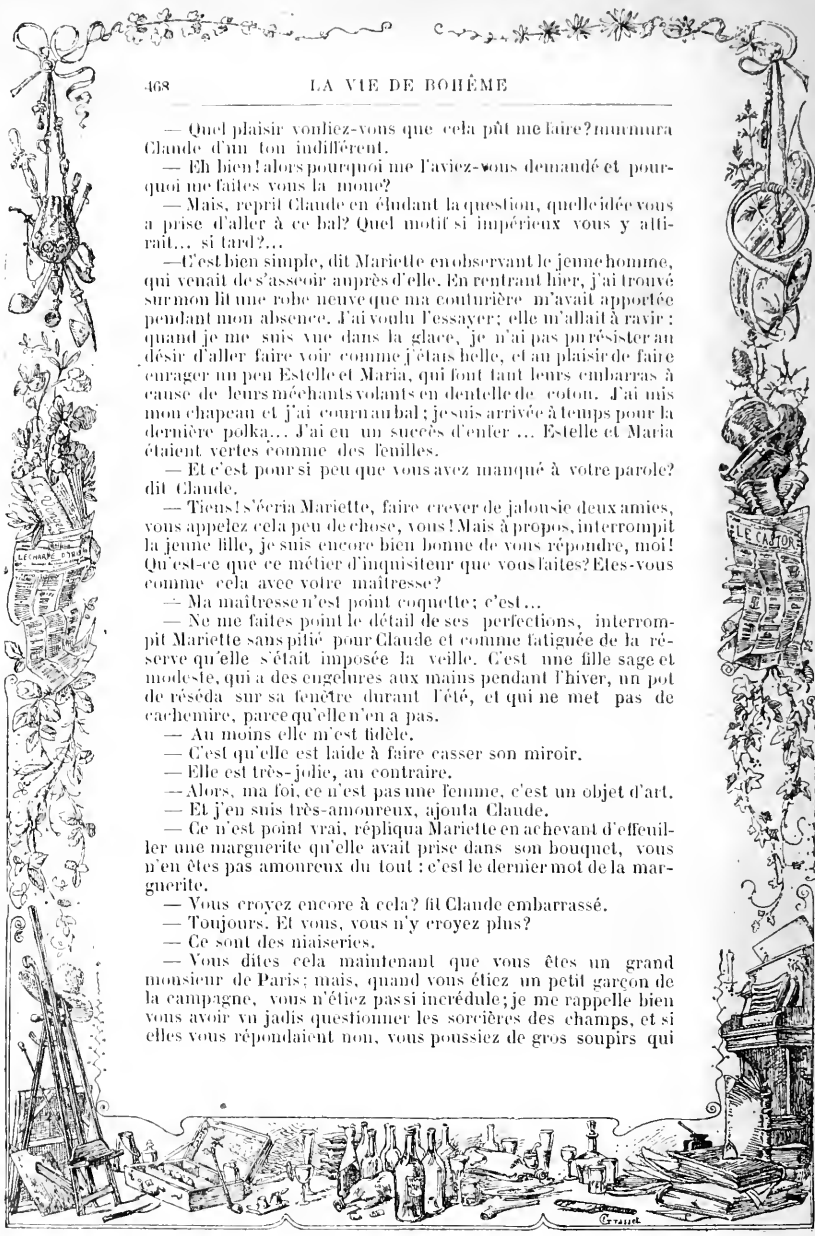 468 LA VIE DE BOHÊME
— Quel plaisir vouliez-vous que cela pût me faire? murmura
Claude d'un ton indifférent.
— Eh bien! alors pourquoi me l'aviez-vous demandé et pour-
quoi me faites vous la moue?
— Mais, reprit Claude en éludant la question, quelle idée vous
a prise d'aller à ce bal? Quel motif si impérieux vous y atti-
rait... si tard?...
— C'est bien simple, dit Mariette en observant le jeune homme,
qui venait de s'asseoir auprès d'elle. En rentrant hier, j'ai trouvé
sur mon lit une robe neuve que ma couturière m'avait apportée
pendant mon absence. J'ai voulu l'essayer; elle m'allait à ravir :
quand je me suis vue dans la glace, je n'ai pas pu résister au
désir d'aller faire voir comme j'étais belle, et au plaisir de faire
enrager un peu Estelle et Maria, qui font tant leurs embarras à
cause de leurs méchants volants en dentelle de coton. J'ai mis
mon chapeau et j'ai couru au bal; je suis arrivée à temps pour la
dernière polka... J'ai eu un succès d'enfer ... Estelle et Maria
étaient vertes comme des feuilles.
— Et c'est pour si peu que vous avez manqué à votre parole?
dit Claude.
— Tiens! s'écria Mariette, faire crever de jalousie deux amies,
vous appelez cela peu de chose, vous! Mais à propos, interrompit
la jeune fille, je suis encore bien bonne de vous répondre, moi!
Qu'est-ce que ce métier d'inquisiteur que vous faites? Etes-vous
comme cela avec votre maîtresse?
— Ma maîtresse n'est point coquette; c'est...
— Ne me faites point le détail de ses perfections, interrom-
pit Mariette sans pitié pour Claude et comme fatiguée de la ré-
serve qu'elle s'était imposée la veille. C'est une fille sage et
modeste, qui a des engelures aux mains pendant l'hiver, un pot
de réséda sur sa fenêtre durant l'été, et qui ne met pas de
cachemire, parce qu'elle n'en a pas.
— Au moins elle m'est fidèle.
— C'est qu'elle est laide à faire casser son miroir.
— Elle est très-jolie, au contraire.
— Alors, ma foi, ce n'est pas une femme, c'est un objet d'art.
— Et j'en suis très-amoureux, ajouta Claude.
— Ce n'est point vrai, répliqua Mariette en achevant d'effeuil-
ler une marguerite qu'elle avait prise dans son bouquet, vous
n'en êtes pas amoureux du tout : c'est le dernier mot de la mar-
guerite.
— Vous croyez encore à cela? fit Claude embarrassé.
— Toujours. Et vous, vous n'y croyez plus?
— Ce sont des niaiseries.
— Vous dites cela maintenant que vous êtes un grand
monsieur de Paris; mais, quand vous étiez un petit garçon de
la campagne, vous n'étiez pas si incrédule; je me rappelle bien
vous avoir vu jadis questionner les sorcières des champs, et si
elles vous répondaient non, vous poussiez de gros soupirs qui
L'ECHARPE D'IRIS
LE CASTOR
Grasset